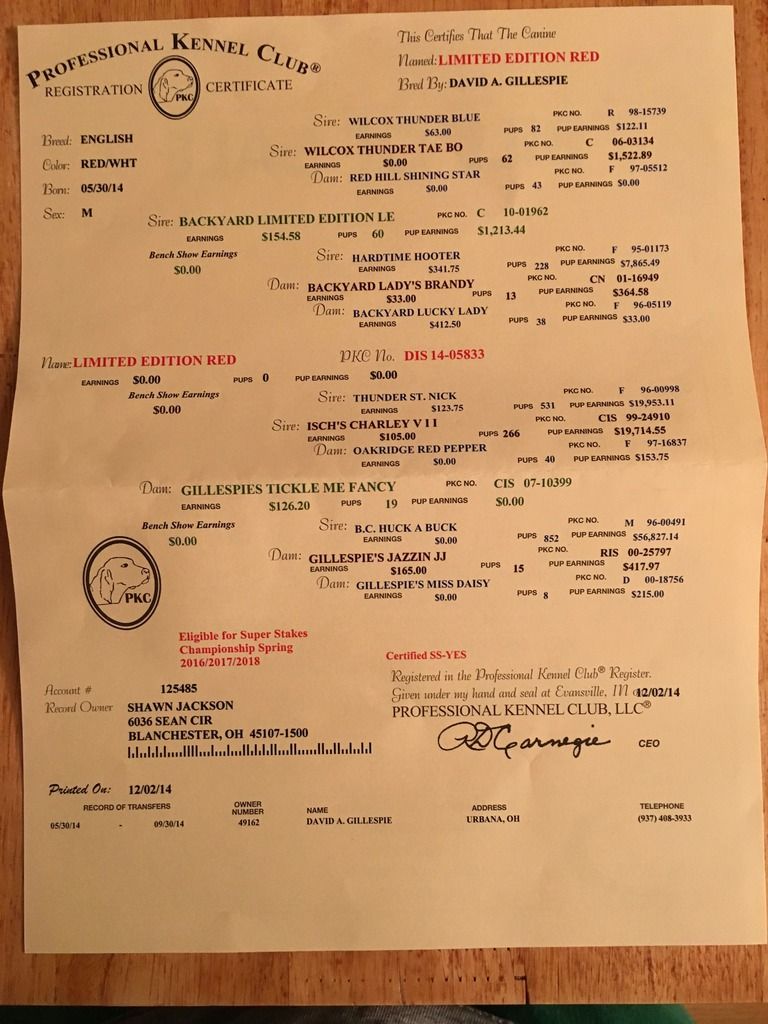 PROFESSIONAL KENNEL CLUB®
REGISTRATION CERTIFICATE
PKC
This Certifies That The Canine
Named: LIMITED EDITION RED
Bred By: DAVID A. GILLESPIE
Breed: ENGLISH
Color: RED/WHT
Born: 05/30/14
Sex: M
Sire: WILCOX THUNDER BLUE PKC NO. R 98-15739
EARNINGS $63.00 PUPS 82 PUP EARNINGS $122.11
Sire: WILCOX THUNDER TAE BO PKC NO. C 06-03134
EARNINGS $0.00 PUPS 62 PUP EARNINGS $1,522.89
Dam: RED HILL SHINING STAR PKC NO. F 97-05512
EARNINGS $0.00 PUPS 43 PUP EARNINGS $0.00
Sire: BACKYARD LIMITED EDITION LE PKC NO. C 10-01962
EARNINGS $154.58 PUPS 60 PUP EARNINGS $1,213.44
Bench Show Earnings
$0.00
Sire: HARDTIME HOOTER PKC NO. F 95-01173
EARNINGS $341.75 PUPS 228 PUP EARNINGS $7,865.49
Dam: BACKYARD LADY'S BRANDY PKC NO. CN 01-16949
EARNINGS $33.00 PUPS 13 PUP EARNINGS $364.58
Dam: BACKYARD LUCKY LADY PKC NO. F 96-05119
EARNINGS $412.50 PUPS 38 PUP EARNINGS $33.00
Name: LIMITED EDITION RED PKC No. DIS 14-05833
EARNINGS $0.00 PUPS 0 PUP EARNINGS $0.00
Bench Show Earnings
$0.00
Sire: THUNDER ST. NICK PKC NO. F 96-00998
EARNINGS $123.75 PUPS 531 PUP EARNINGS $19,953.11
Sire: ISCH'S CHARLEY V I I PKC NO. CIS 99-24910
EARNINGS $105.00 PUPS 266 PUP EARNINGS $19,714.55
Dam: OAKRIDGE RED PEPPER PKC NO. F 97-16837
EARNINGS $0.00 PUPS 40 PUP EARNINGS $153.75
Dam: GILLESPIES TICKLE ME FANCY PKC NO. CIS 07-10399
EARNINGS $126.20 PUPS 19 PUP EARNINGS $0.00
Bench Show Earnings
$0.00
Sire: B.C. HUCK A BUCK PKC NO. M 96-00491
EARNINGS $0.00 PUPS 852 PUP EARNINGS $56,827.14
Dam: GILLESPIE'S JAZZIN JJ PKC NO. RIS 00-25797
EARNINGS $165.00 PUPS 15 PUP EARNINGS $417.97
Dam: GILLESPIE'S MISS DAISY PKC NO. D 00-18756
EARNINGS $0.00 PUPS 8 PUP EARNINGS $215.00
PKC
Eligible for Super Stakes
Championship Spring
2016/2017/2018
Certified SS-YES
Registered in the Professional Kennel Club® Register.
Given under my hand and seal at Evansville, IN 12/02/14
PROFESSIONAL KENNEL CLUB, LLC®
RD Carnegie CEO
Account # 125485
Record Owner SHAWN JACKSON
6036 SEAN CIR
BLANCHESTER, OH 45107-1500
Printed On: 12/02/14
RECORD OF TRANSFERS OWNER NUMBER NAME ADDRESS TELEPHONE
05/30/14 - 09/30/14 49162 DAVID A. GILLESPIE URBANA, OH (937) 408-3933